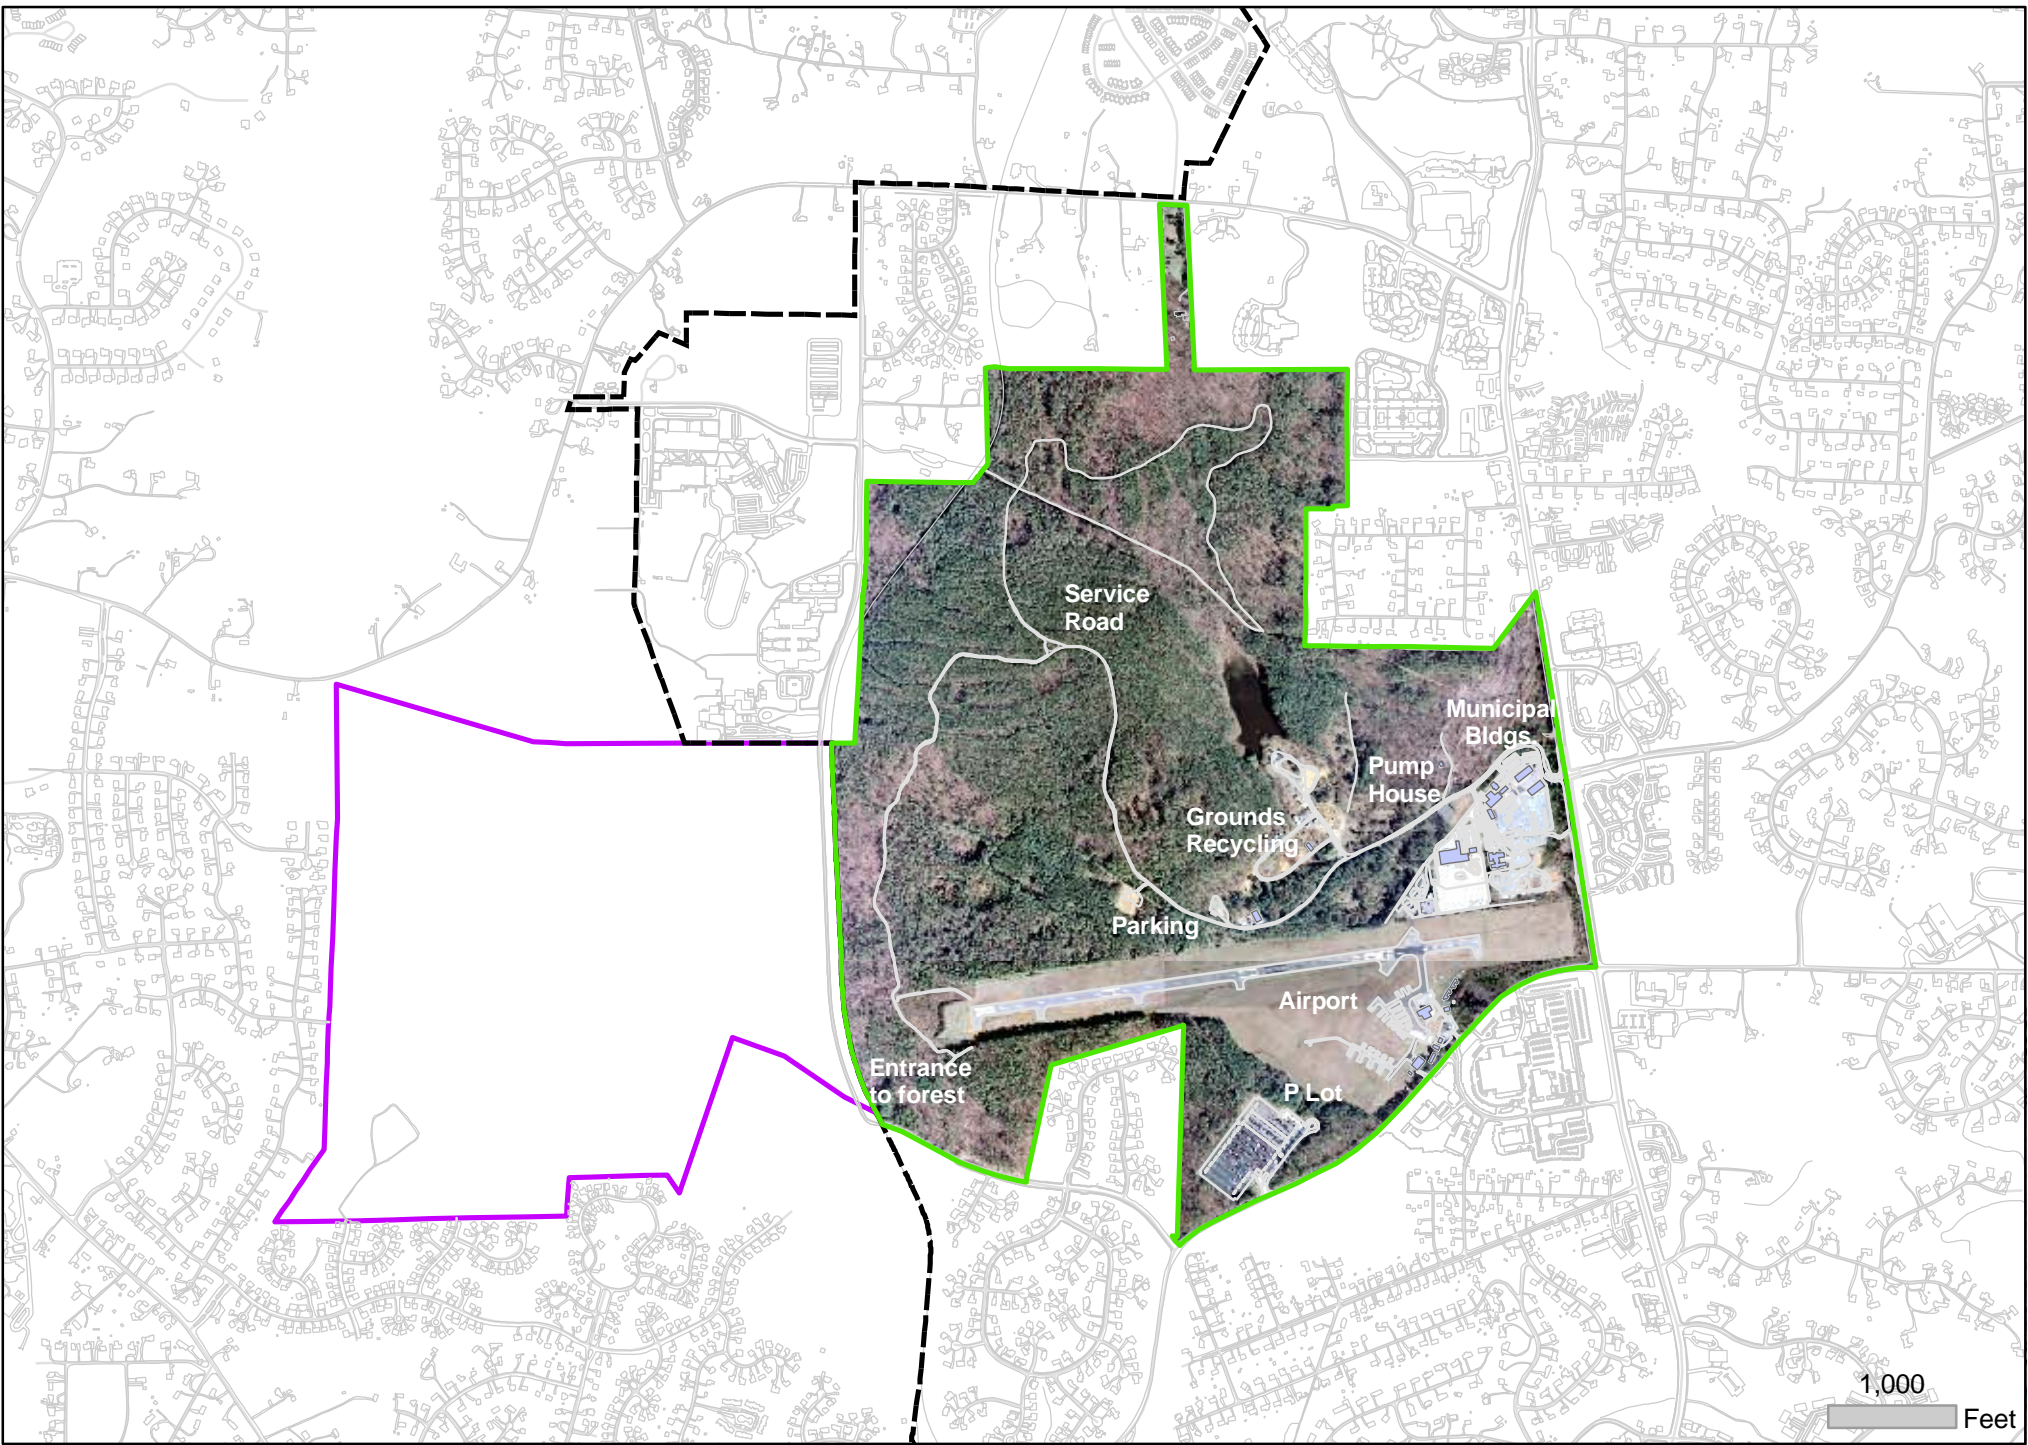 Service
Road
Municipal
Bldgs
Pump
House
Grounds
Recycling
Parking
Airport
Entrance
to forest
P Lot
1,000
Feet